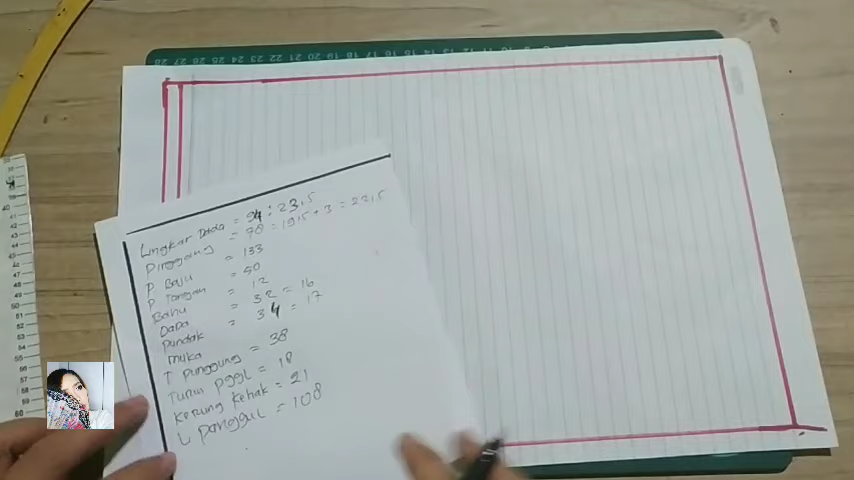 Lingkar Dada = 94 : 23,5
Pinggang = 78 = 19,5 + 3 = 22,5
P. Baju = 133
P Tangan = 50
Bahu = 12
Dada = 32 = 16
Pundak = 34 = 17
muka
T punggung = 38
Turun pggl = 18
Kerung Ketiak = 21
L panggul = 108